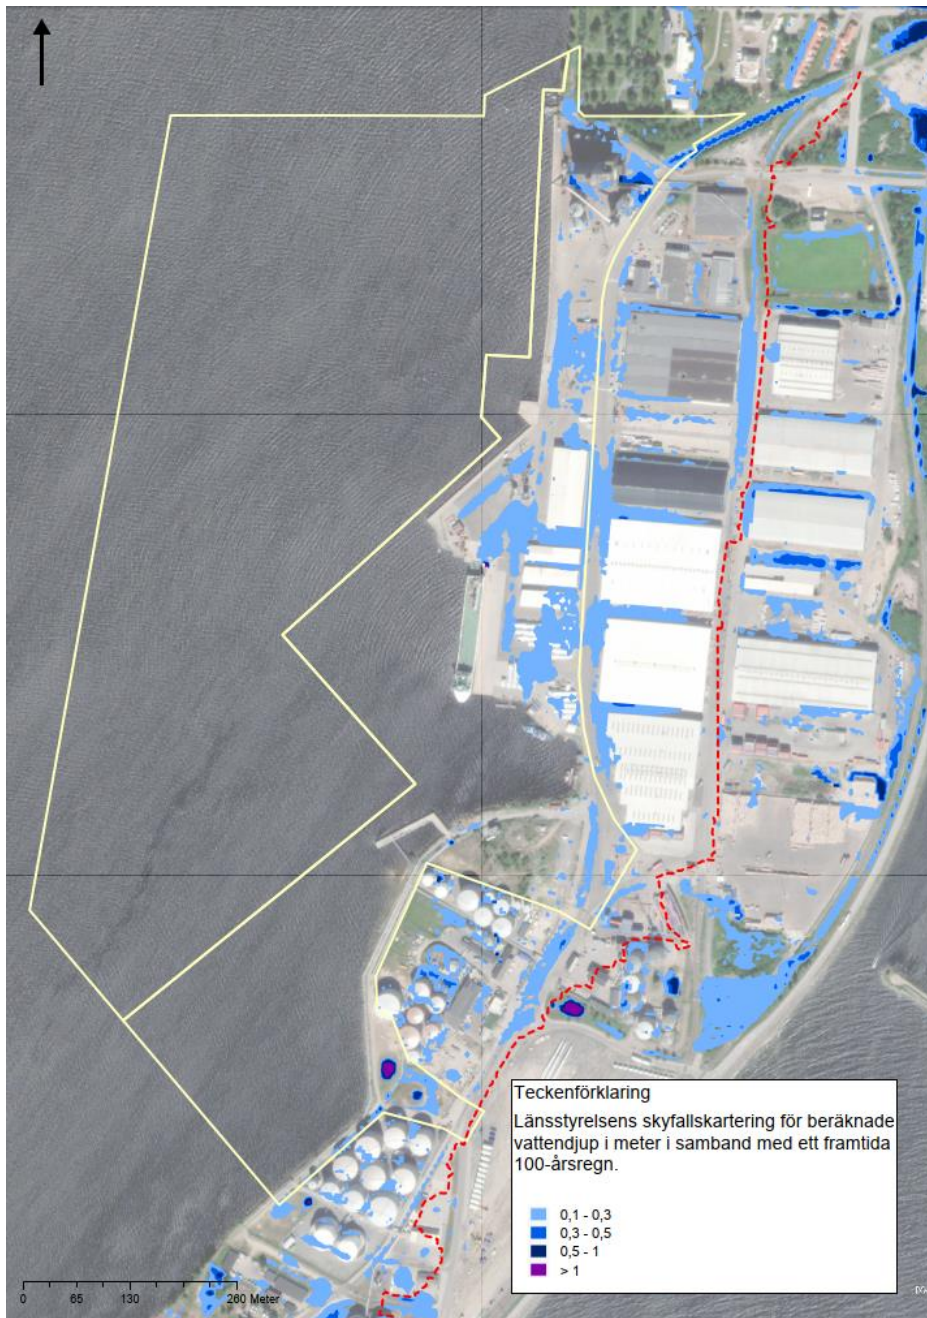 Teckenförklaring
Länsstyrelsens skyfallskartering för beräknade
vattendjup i meter i samband med ett framtida
100-årsregn.
0,1 - 0,3
0,3 - 0,5
0,5 - 1
> 1
0 65 130 260 Meter